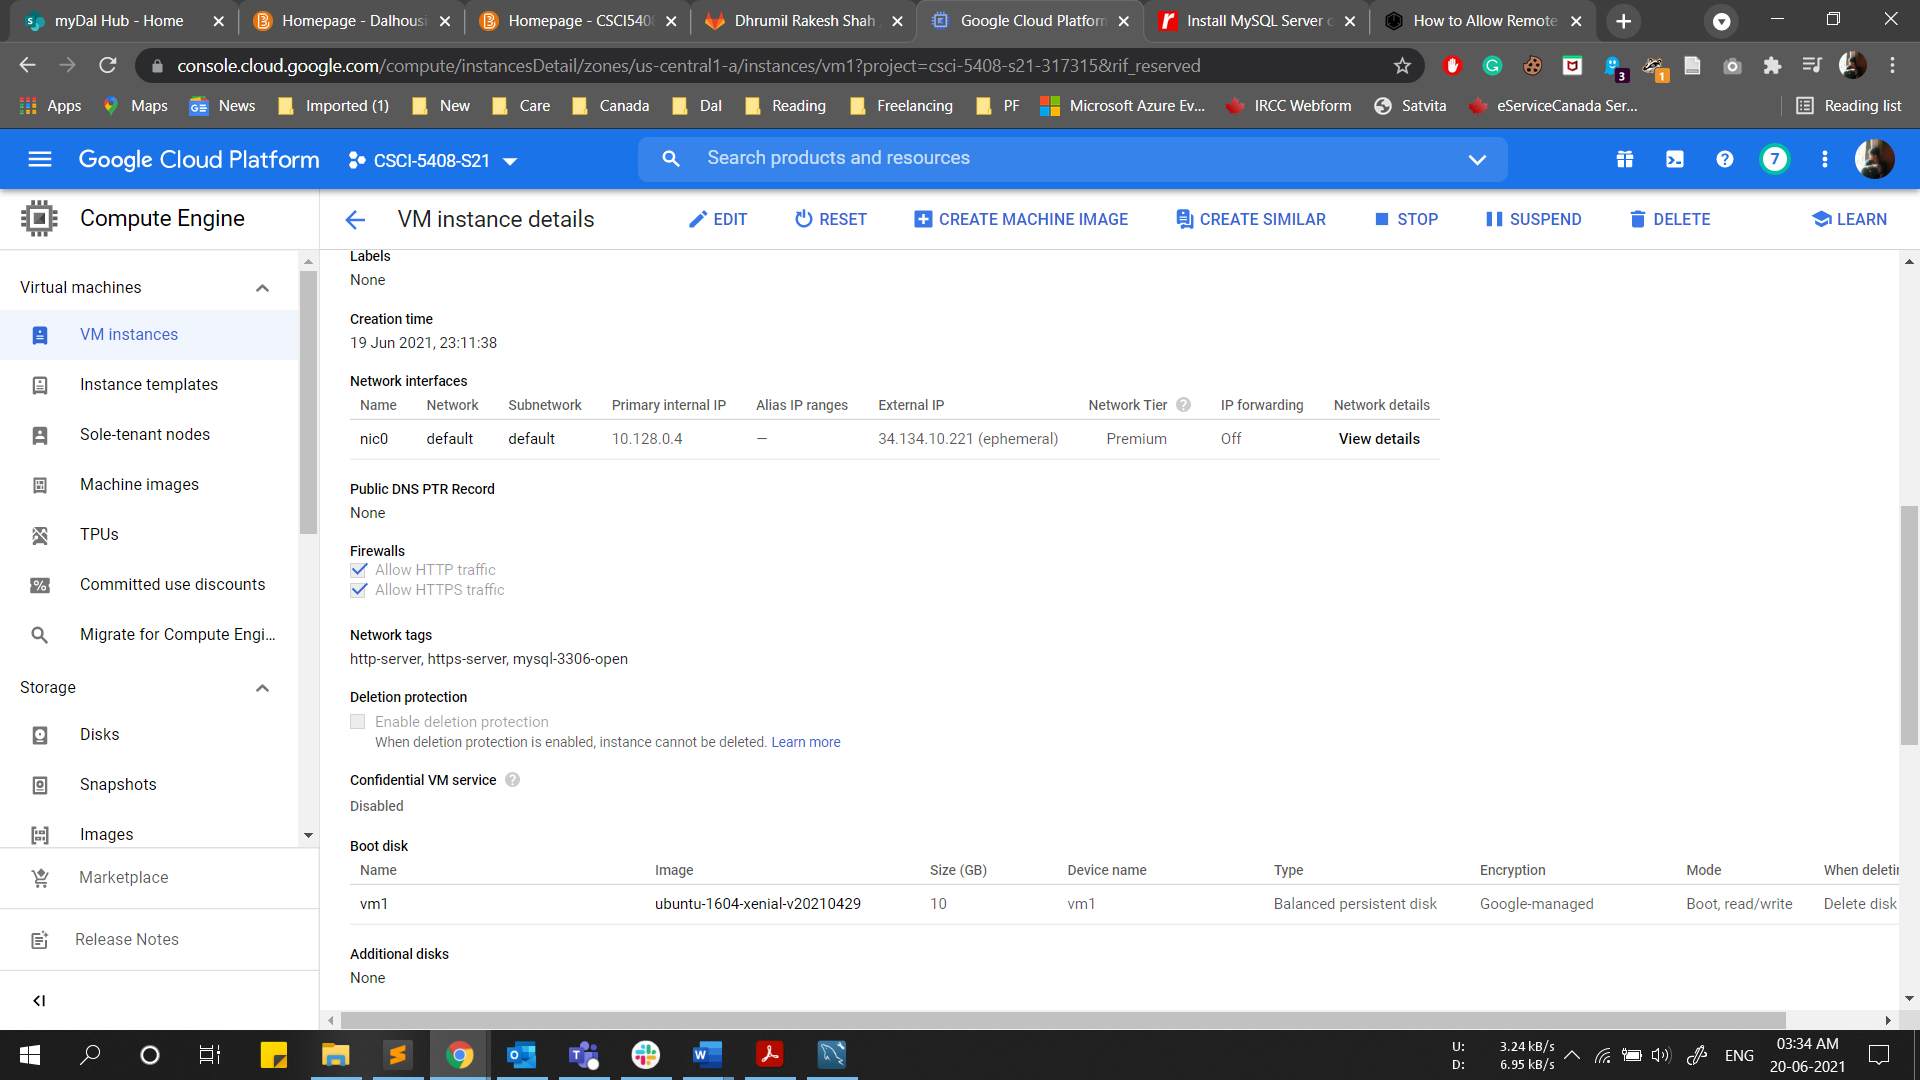 myDal Hub - Home
Homepage - Dalhousi
Homepage - CSCI540
Dhrumil Rakesh Shah
Google Cloud Platform
Install MySQL Server o
How to Allow Remote
console.cloud.google.com/compute/instancesDetail/zones/us-central1-a/instances/vm1?project=csci-5408-s21-317315&rif_reserved
3
1
Apps
Maps
News
Imported (1)
New
Care
Canada
Dal
Reading
Freelancing
PF
Microsoft Azure Ev...
IRCC Webform
Satvita
eServiceCanada Ser...
Reading list
Google Cloud Platform
CSCI-5408-S21
Search products and resources
7
Compute Engine
VM instance details
EDIT
RESET
CREATE MACHINE IMAGE
CREATE SIMILAR
STOP
SUSPEND
DELETE
LEARN
Virtual machines
VM instances
Instance templates
Sole-tenant nodes
Machine images
TPUs
Committed use discounts
Migrate for Compute Engi...
Storage
Disks
Snapshots
Images
Marketplace
Release Notes
Labels
None
Creation time
19 Jun 2021, 23:11:38
Network interfaces
Name Network Subnetwork Primary internal IP Alias IP ranges External IP Network Tier IP forwarding Network details
nic0 default default 10.128.0.4 — 34.134.10.221 (ephemeral) Premium Off View details
Public DNS PTR Record
None
Firewalls
Allow HTTP traffic
Allow HTTPS traffic
Network tags
http-server, https-server, mysql-3306-open
Deletion protection
Enable deletion protection
When deletion protection is enabled, instance cannot be deleted. Learn more
Confidential VM service
Disabled
Boot disk
Name Image Size (GB) Device name Type Encryption Mode When deletin
vm1 ubuntu-1604-xenial-v20210429 10 vm1 Balanced persistent disk Google-managed Boot, read/write Delete disk
Additional disks
None
U: 3.24 kB/s
D: 6.95 kB/s
ENG
03:34 AM
20-06-2021